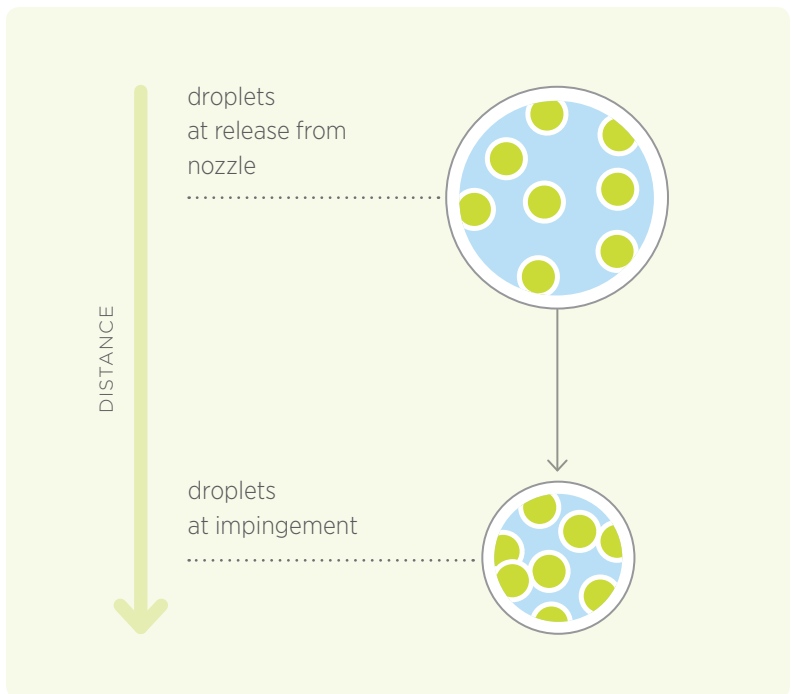 droplets
at release from
nozzle
DISTANCE
droplets
at impingement